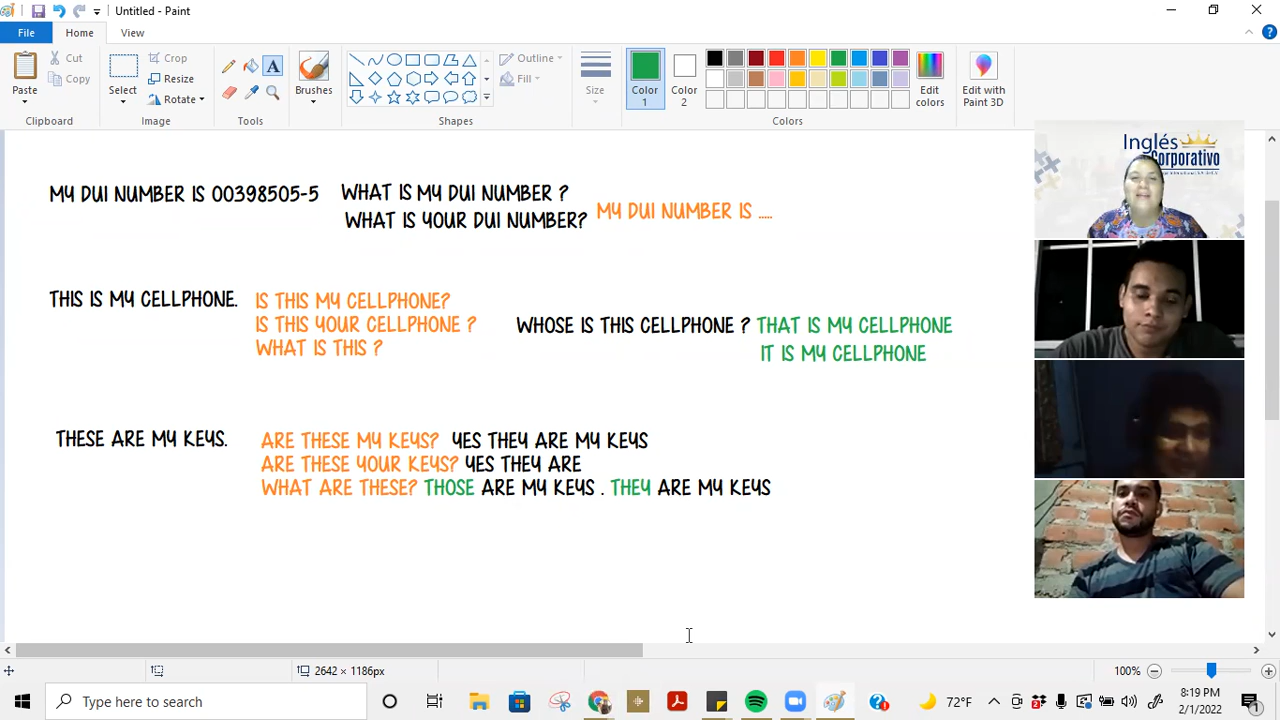 Untitled - Paint
File Home View
Cut
Copy
Paste
Clipboard
Select
Crop
Resize
Rotate
Image
Tools
Brushes
Outline
Fill
Shapes
Size
Color 1
Color 2
Edit colors
Edit with Paint 3D
Colors
Inglés
Corporativo
MY DUI NUMBER IS 00398505-5
WHAT IS MY DUI NUMBER ?
WHAT IS YOUR DUI NUMBER?
MY DUI NUMBER IS .....
THIS IS MY CELLPHONE.
IS THIS MY CELLPHONE?
IS THIS YOUR CELLPHONE ?
WHAT IS THIS ?
WHOSE IS THIS CELLPHONE ? THAT IS MY CELLPHONE
IT IS MY CELLPHONE
THESE ARE MY KEYS.
ARE THESE MY KEYS? YES THEY ARE MY KEYS
ARE THESE YOUR KEYS? YES THEY ARE
WHAT ARE THESE? THOSE ARE MY KEYS . THEY ARE MY KEYS
2642 × 1186px
100%
Type here to search
72°F
8:19 PM
2/1/2022
1